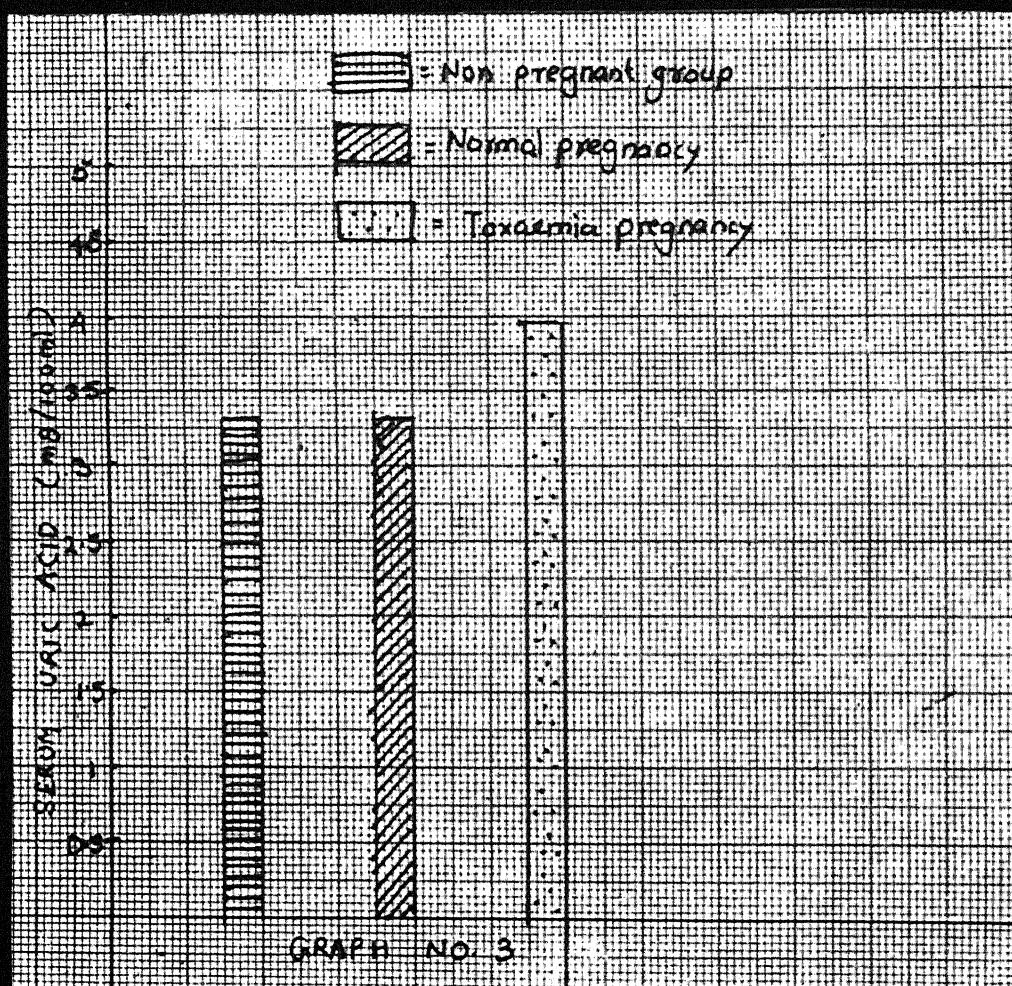 = Non pregnant group
= Normal pregnancy
= Toxaemia pregnancy
SERUM URIC ACID (mg/100ml)
5
4.5
4
3.5
3
2.5
2
1.5
1
0.5
GRAPH NO. 3